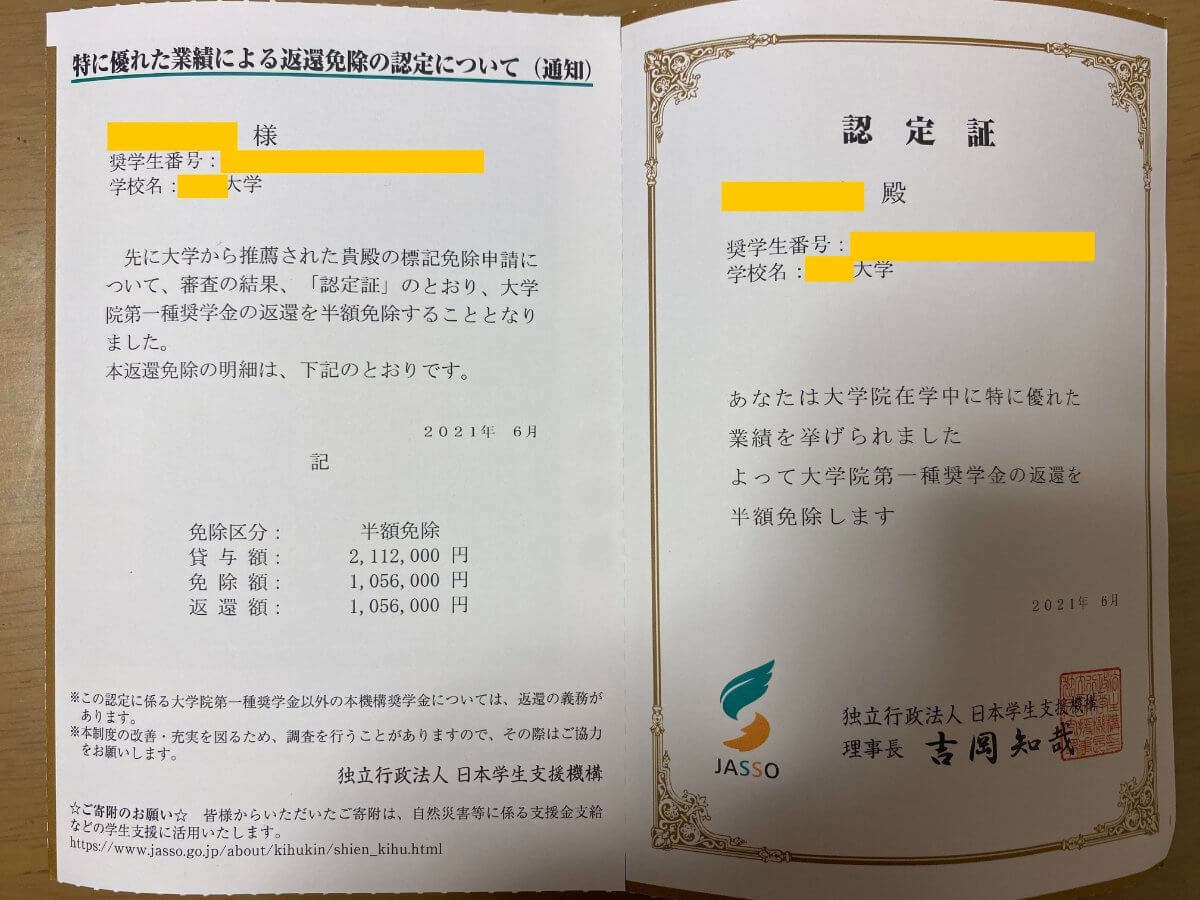 特に優れた業績による返還免除の認定について（通知）
様
奨学生番号：
学校名：
大学
先に大学から推薦された貴殿の標記免除申請に
ついて、審査の結果、「認定証」のとおり、大学
院第一種奨学金の返還を半額免除することとなり
ました。
本返還免除の明細は、下記のとおりです。
２０２１年　６月
記
免除区分：　半額免除
貸 与 額：　2,112,000 円
免 除 額：　1,056,000 円
返 還 額：　1,056,000 円
※この認定に係る大学院第一種奨学金以外の本機構奨学金については、返還の義務が
あります。
※本制度の改善・充実を図るため、調査を行うことがありますので、その際はご協力
をお願いします。
独立行政法人 日本学生支援機構
☆ご寄附のお願い☆　皆様からいただいたご寄附は、自然災害等に係る支援金支給
などの学生支援に活用いたします。
https://www.jasso.go.jp/about/kihukin/shien_kihu.html
認 定 証
殿
奨学生番号：
学校名：
大学
あなたは大学院在学中に特に優れた
業績を挙げられました
よって大学院第一種奨学金の返還を
半額免除します
２０２１年　６月
JASSO
独立行政法人 日本学生支援機構
理事長　吉岡知哉